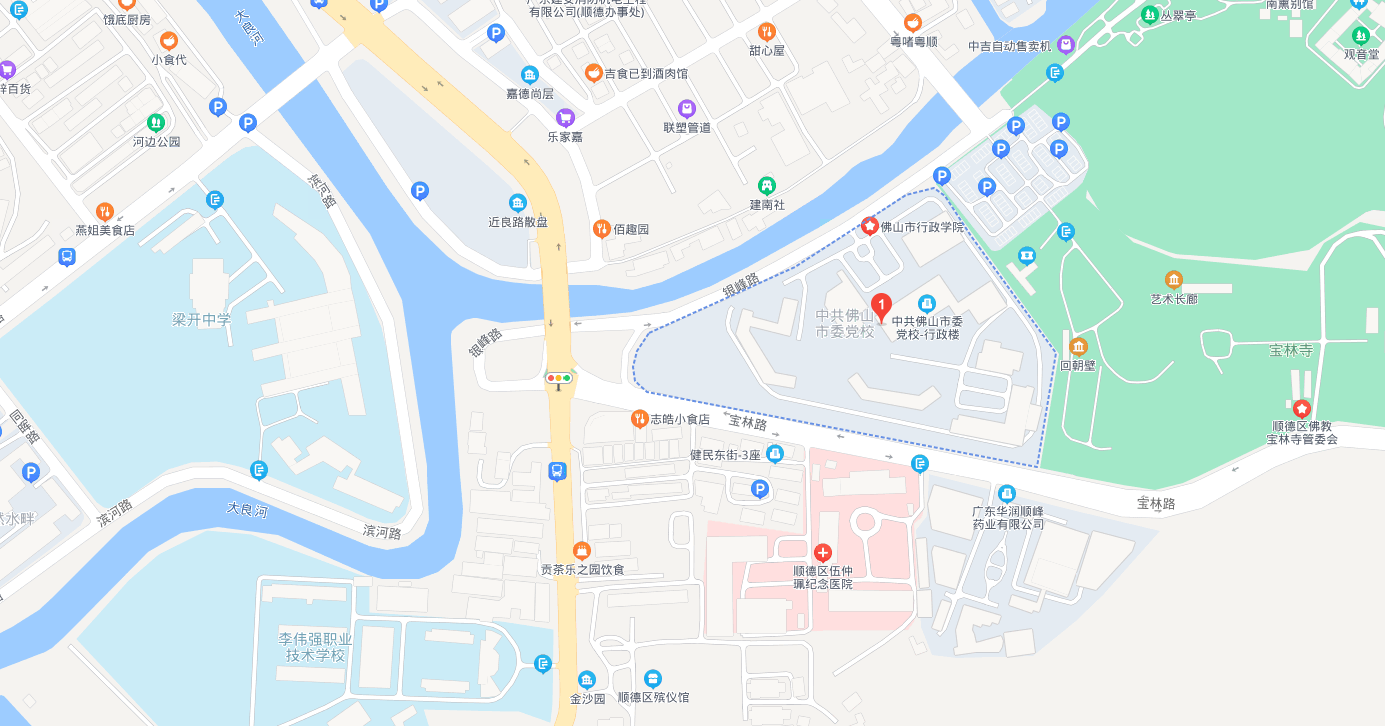 饿底厨房
大良河
有限公司(顺德办事处)
小食代
甜心屋
粤啫粤顺
丛翠亭
南熏别馆
中吉自动售卖机
观音堂
吉食已到酒肉馆
嘉德尚层
联塑管道
乐家嘉
河边公园
滨河路
建南社
燕姐美食店
近良路散盘
佰趣园
佛山市行政学院
银峰路
艺术长廊
梁开中学
中共佛山
市委党校
1
中共佛山市委
党校-行政楼
银峰路
回朝壁
宝林寺
志皓小食店
宝林路
顺德区佛教
宝林寺管委会
同晖路
健民东街-3座
宝林路
滨河路
大良河
滨河路
广东华润顺峰
药业有限公司
贡茶乐之园饮食
顺德区伍仲
珮纪念医院
李伟强职业
技术学校
金沙园
顺德区殡仪馆